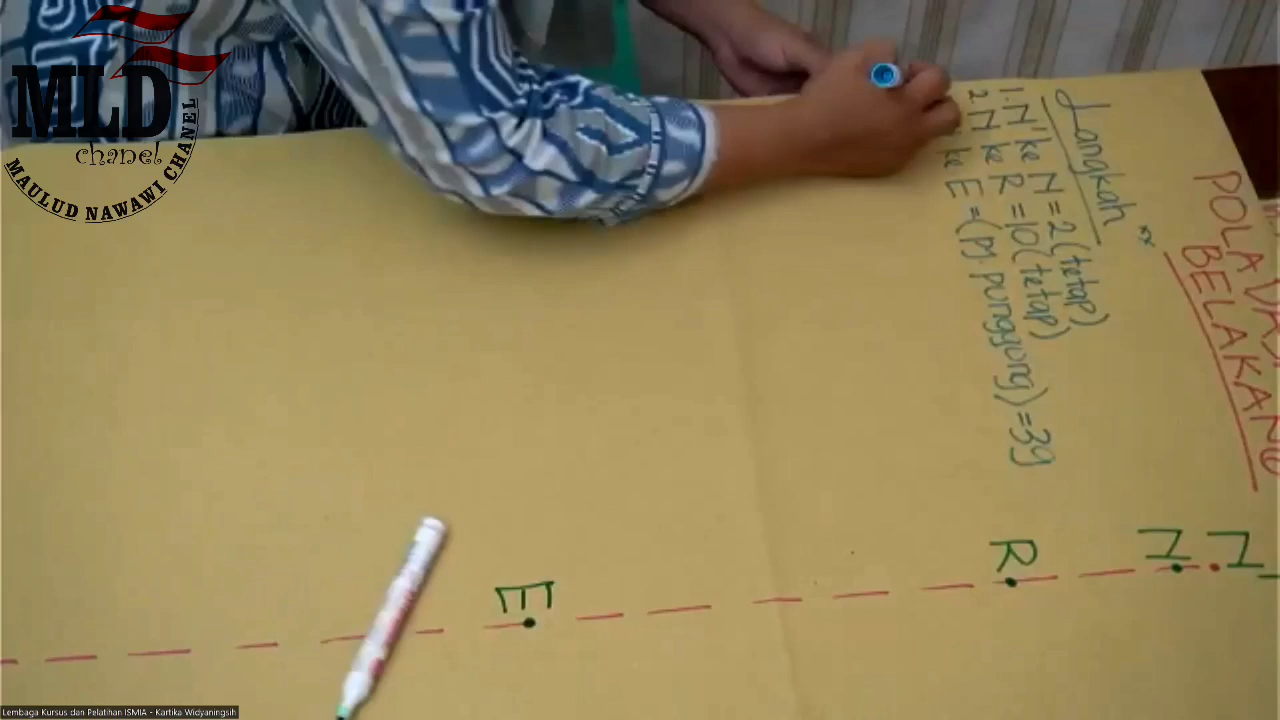 MLD
chanel
MAULUD NAWAWI CHANEL
POLA
BELAKANG
Langkah
1. N' ke N = 2 (tetap)
2. N ke R = 10 (tetap)
ke E = (pj. punggung) = 39
N
N
R
E
Lembaga Kursus dan Pelatihan ISMIA - Kartika Widyaningsih